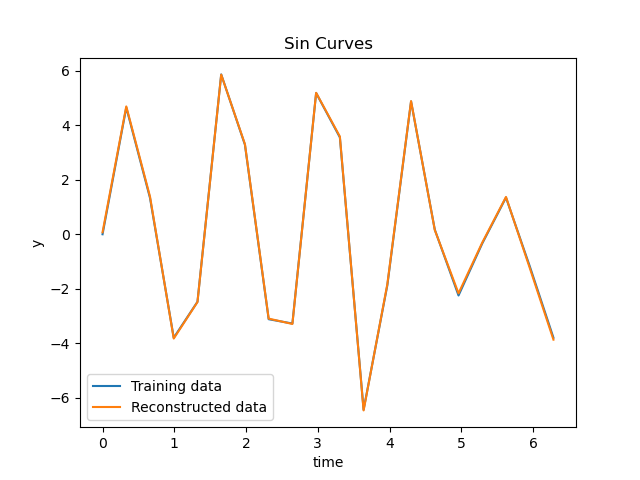 Sin Curves
y
6
4
2
0
−2
−4
−6
Training data
Reconstructed data
0 1 2 3 4 5 6
time